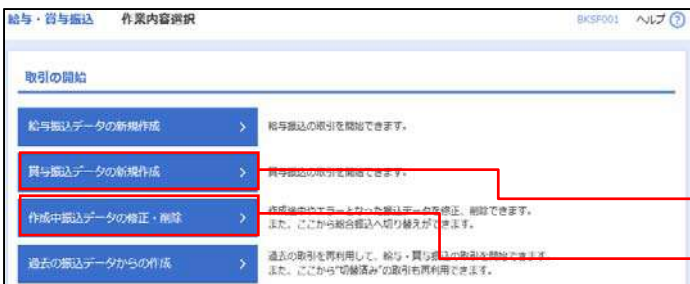 給与・賞与振込 作業内容選択 BKSF001 ヘルプ ?
取引の開始
給与振込データの新規作成 > 給与振込の取引を開始できます。
賞与振込データの新規作成 > 賞与振込の取引を開始できます。
作成中振込データの修正・削除 > 作成途中やエラーとなった振込データを修正、削除できます。
また、ここから総合振込へ切り替えができます。
過去の振込データからの作成 > 過去の取引を再利用して、給与・賞与振込の取引を開始できます。
また、ここから"切替済み"の取引も再利用できます。